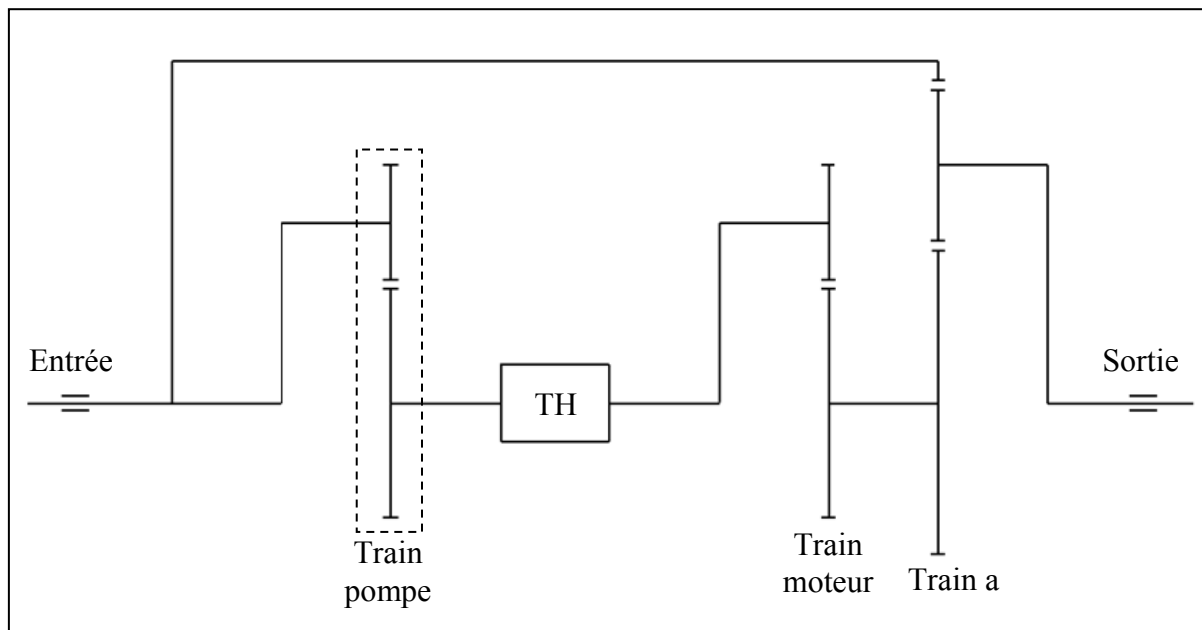 Entrée
TH
Sortie
Train
pompe
Train
moteur
Train a